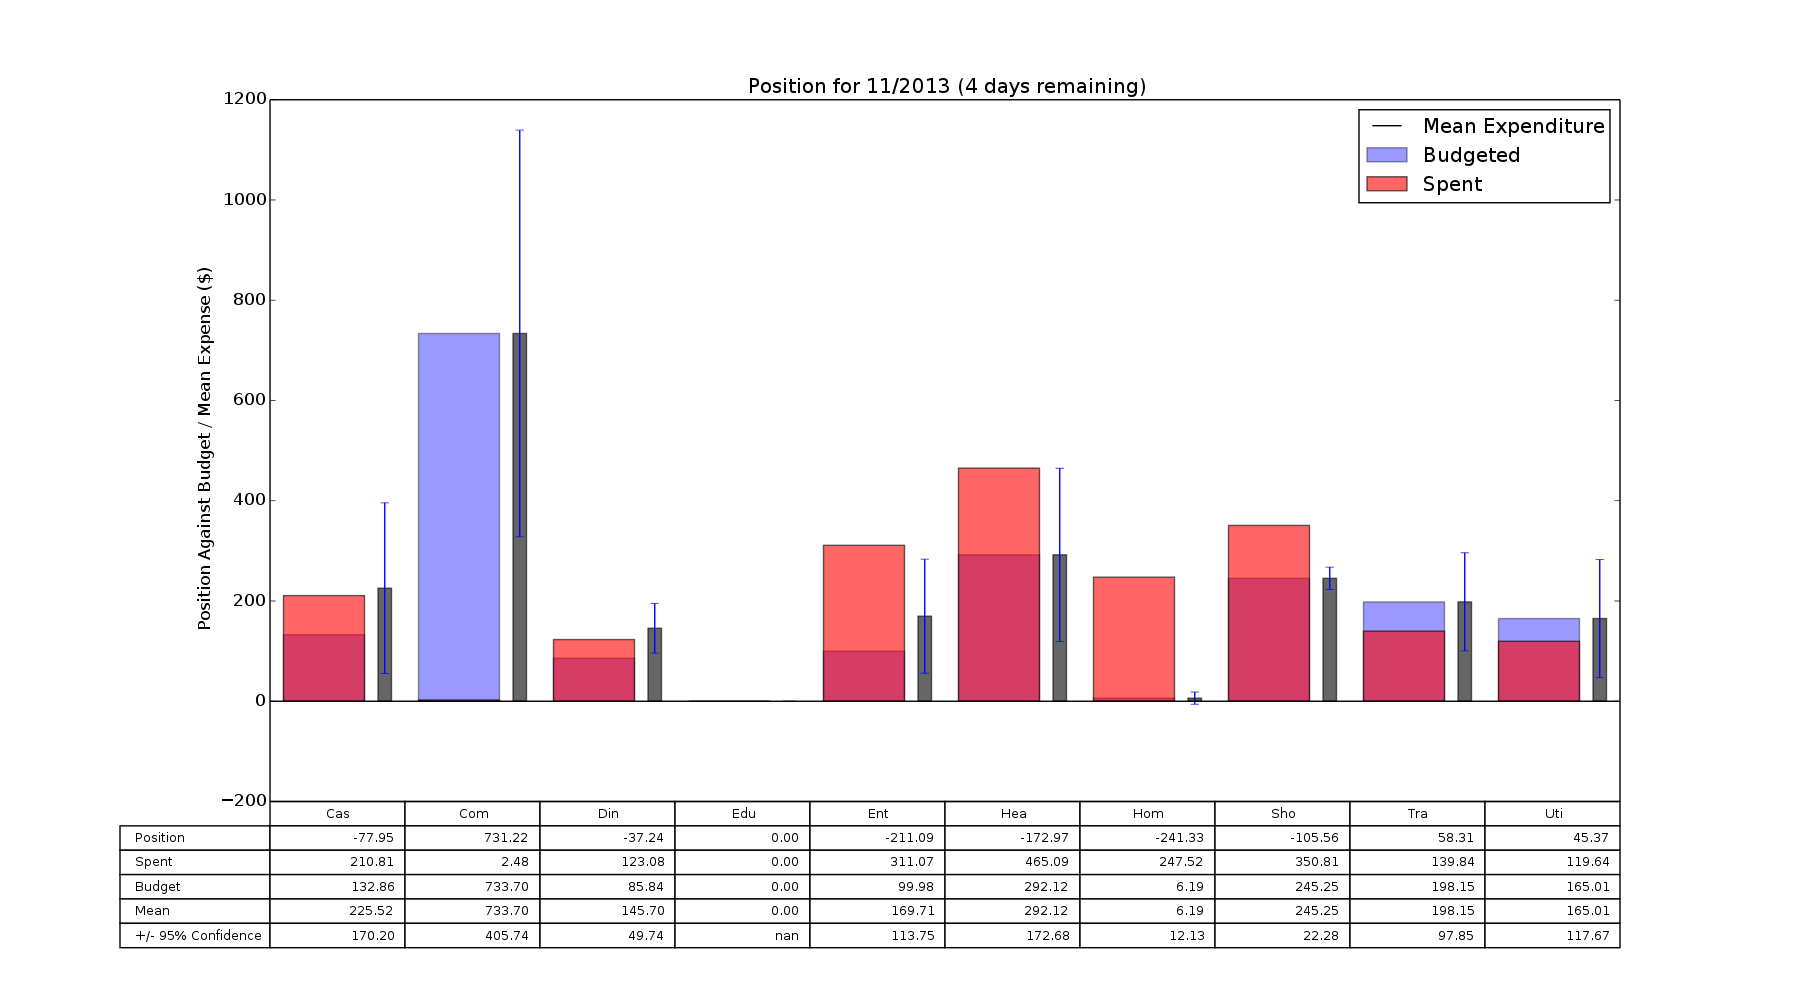 Position for 11/2013 (4 days remaining)
Mean Expenditure
Budgeted
Spent
Position Against Budget / Mean Expense ($)
1200
1000
800
600
400
200
0
−200
Cas Com Din Edu Ent Hea Hom Sho Tra Uti
Position -77.95 731.22 -37.24 0.00 -211.09 -172.97 -241.33 -105.56 58.31 45.37
Spent 210.81 2.48 123.08 0.00 311.07 465.09 247.52 350.81 139.84 119.64
Budget 132.86 733.70 85.84 0.00 99.98 292.12 6.19 245.25 198.15 165.01
Mean 225.52 733.70 145.70 0.00 169.71 292.12 6.19 245.25 198.15 165.01
+/- 95% Confidence 170.20 405.74 49.74 nan 113.75 172.68 12.13 22.28 97.85 117.67